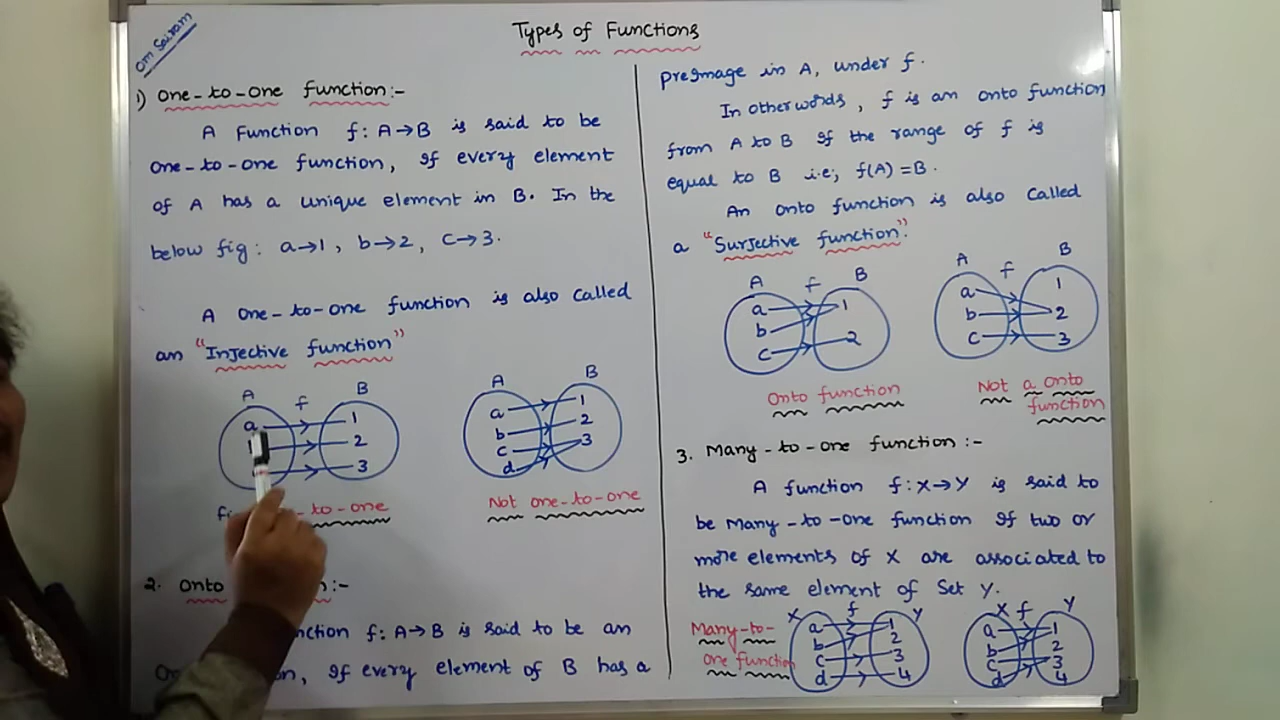 Om Sairam
Types of Functions
1) One-to-one function:-
A Function f: A→B is said to be
one-to-one function, If every element
of A has a unique element in B. In the
below fig: a→1, b→2, c→3.
A one-to-one function is also called
an "Injective function"
A f B
a 1
2
3
-to-one
A B
a 1
b 2
c 3
d
Not one-to-one
2. Onto :-
f: A→B is said to be an
If every element of B has a
preimage in A, under f.
In otherwords, f is an onto function
from A to B if the range of f is
equal to B i.e; f(A) = B.
An onto function is also called
a "Surjective function".
A f B
a 1
b
c 2
Onto function
A f B
a 1
b 2
c 3
Not a onto
function
3. Many-to-one function:-
A function f: X→Y is said to
be Many-to-one function If two or
more elements of X are associated to
the same element of Set Y.
Many-to-
one function
X f Y
a 1
b 2
c 3
d 4
X f Y
a 1
b 2
c 3
d 4